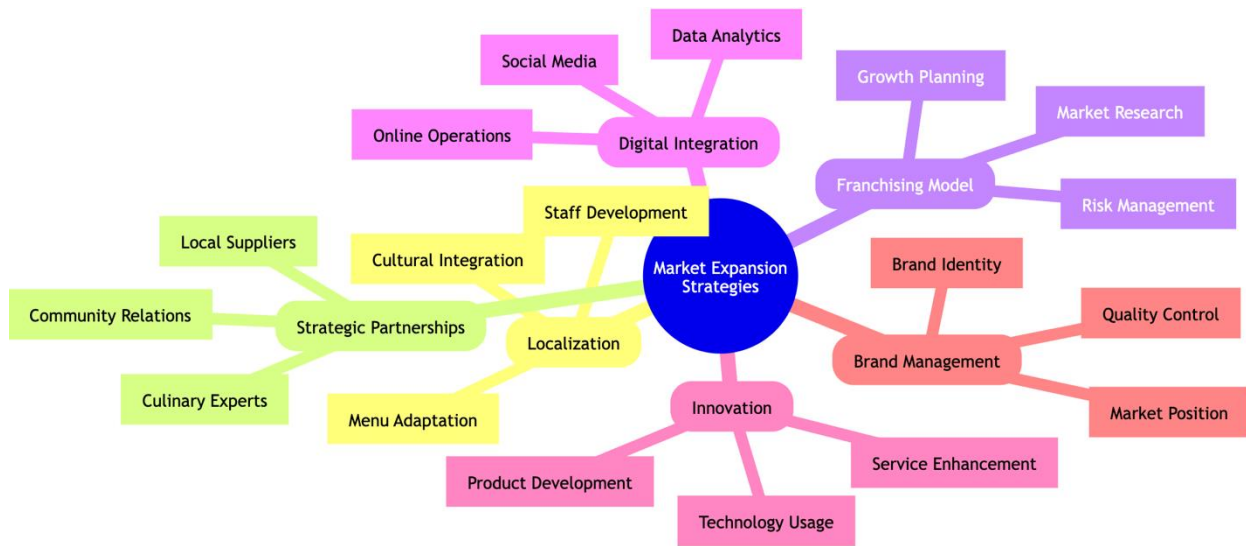 Data Analytics
Social Media
Growth Planning
Market Research
Online Operations
Digital Integration
Franchising Model
Risk Management
Staff Development
Local Suppliers
Cultural Integration
Market Expansion
Strategies
Brand Identity
Community Relations
Strategic Partnerships
Localization
Quality Control
Brand Management
Culinary Experts
Menu Adaptation
Innovation
Market Position
Product Development
Service Enhancement
Technology Usage